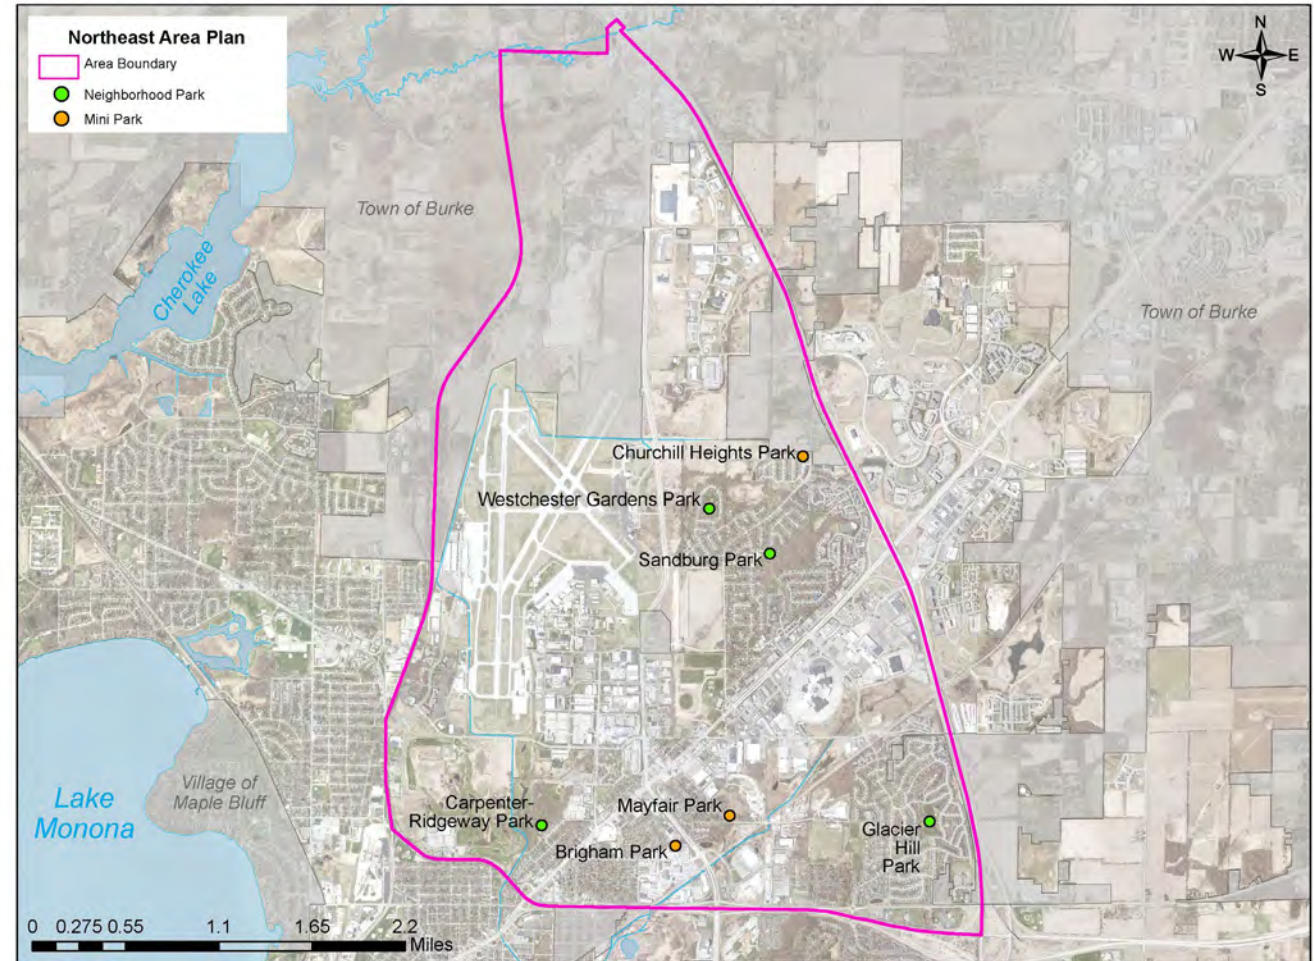 Northeast Area Plan
Area Boundary
Neighborhood Park
Mini Park
N
W E
S
Town of Burke
Cherokee
Lake
Town of Burke
Churchill Heights Park
Westchester Gardens Park
Sandburg Park
Village of
Maple Bluff
Lake
Monona
Carpenter-
Ridgeway Park
Mayfair Park
Brigham Park
Glacier
Hill
Park
0 0.275 0.55 1.1 1.65 2.2
Miles